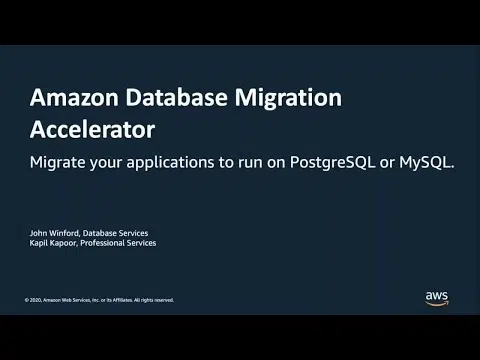 Amazon Database Migration
Accelerator
Migrate your applications to run on PostgreSQL or MySQL.
John Winford, Database Services
Kapil Kapoor, Professional Services
© 2020, Amazon Web Services, Inc. or its Affiliates. All rights reserved.
aws